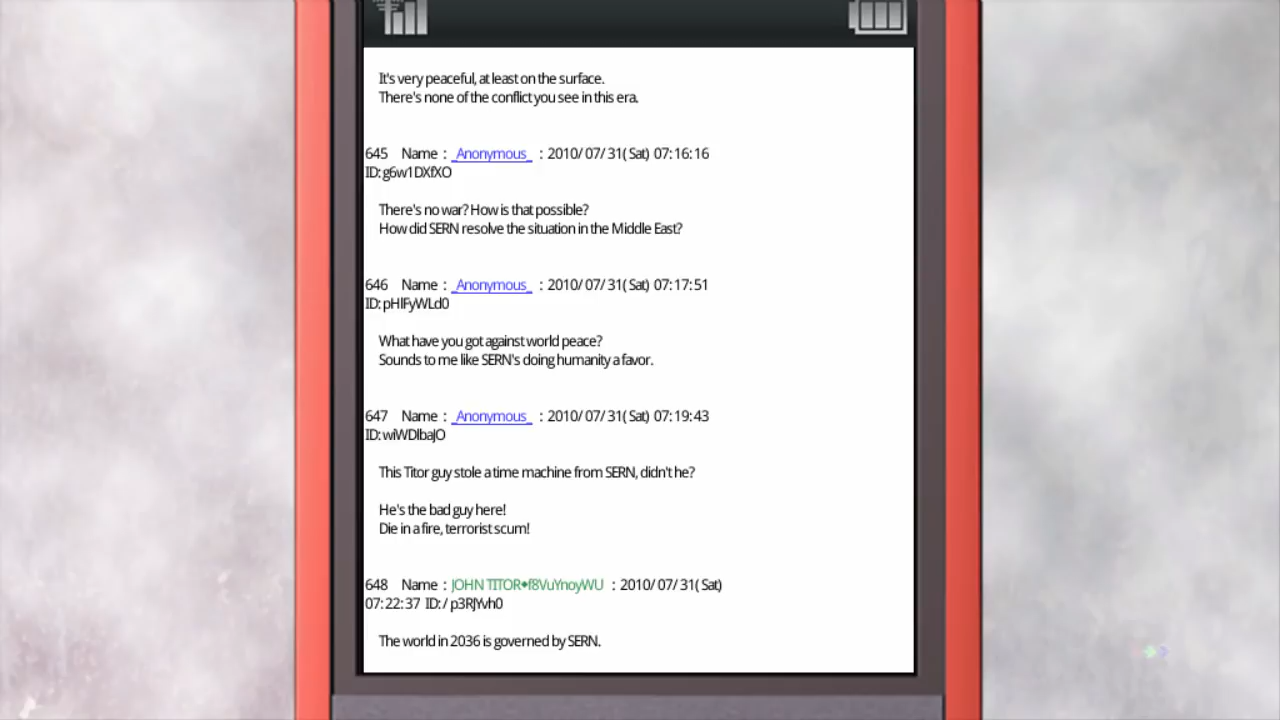 It's very peaceful, at least on the surface.
There's none of the conflict you see in this era.
645 Name : _Anonymous_ : 2010/07/31(Sat) 07:16:16
ID:g6w1DXfXO
There's no war? How is that possible?
How did SERN resolve the situation in the Middle East?
646 Name : _Anonymous_ : 2010/07/31(Sat) 07:17:51
ID:pHlFyWLd0
What have you got against world peace?
Sounds to me like SERN's doing humanity a favor.
647 Name : _Anonymous_ : 2010/07/31(Sat) 07:19:43
ID:wiWDlbaJO
This Titor guy stole a time machine from SERN, didn't he?
He's the bad guy here!
Die in a fire, terrorist scum!
648 Name : JOHN TITOR◆f8VuYnoyWU : 2010/07/31(Sat)
07:22:37 ID:/p3RJYvh0
The world in 2036 is governed by SERN.